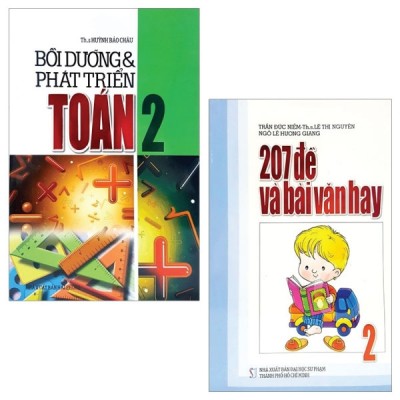 Th.s HUỲNH BẢO CHÂU
BỒI DƯỠNG &
PHÁT TRIỂN
TOÁN 2
TRẦN ĐỨC NIỀM-Th.s.LÊ THỊ NGUYÊN
NGÔ LÊ HƯƠNG GIANG
207 đề
và bài văn hay
2
NHÀ XUẤT BẢN ĐẠI HỌC SƯ PHẠM
THÀNH PHỐ HỒ CHÍ MINH